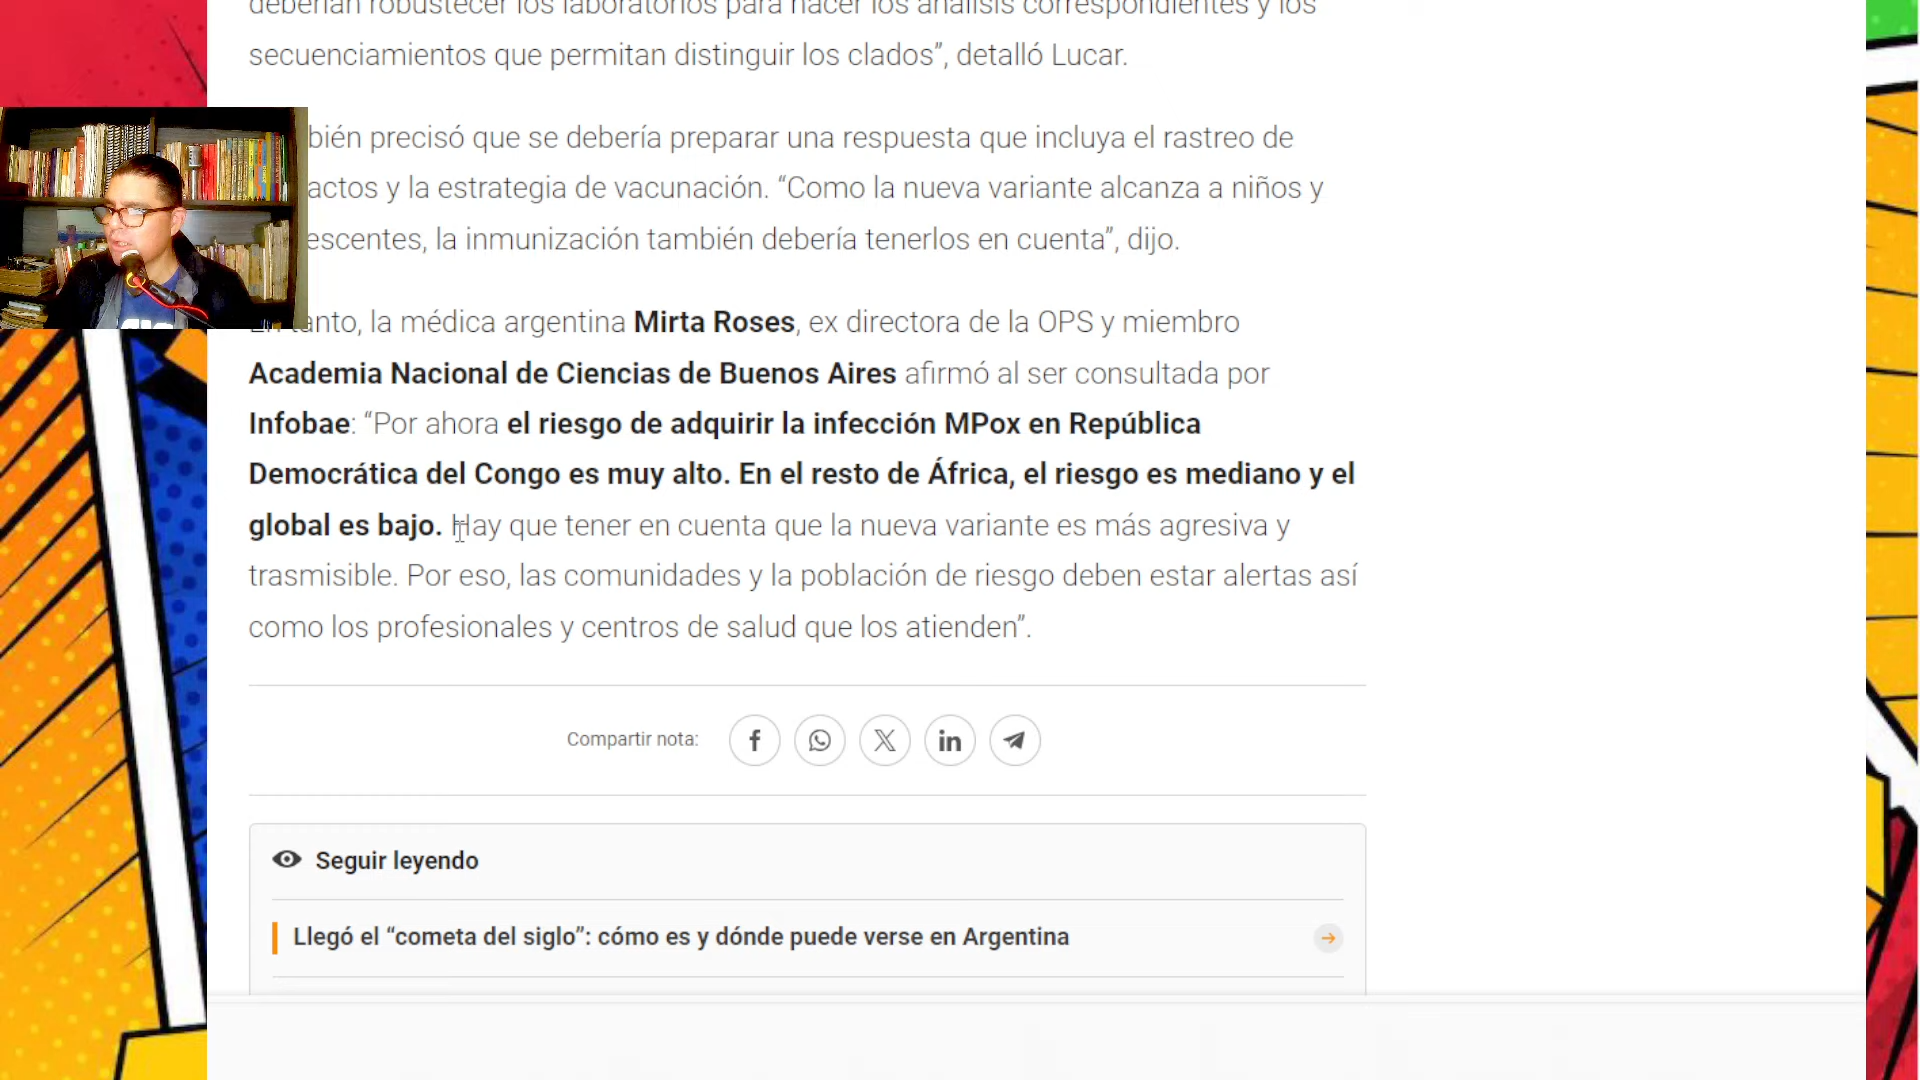 deberían robustecer los laboratorios para hacer los análisis correspondientes y los
secuenciamientos que permitan distinguir los clados”, detalló Lucar.
bién precisó que se debería preparar una respuesta que incluya el rastreo de
actos y la estrategia de vacunación. “Como la nueva variante alcanza a niños y
escentes, la inmunización también debería tenerlos en cuenta”, dijo.
En tanto, la médica argentina Mirta Roses, ex directora de la OPS y miembro
Academia Nacional de Ciencias de Buenos Aires afirmó al ser consultada por
Infobae: “Por ahora el riesgo de adquirir la infección MPox en República
Democrática del Congo es muy alto. En el resto de África, el riesgo es mediano y el
global es bajo. Hay que tener en cuenta que la nueva variante es más agresiva y
trasmisible. Por eso, las comunidades y la población de riesgo deben estar alertas así
como los profesionales y centros de salud que los atienden”.
Compartir nota:
Seguir leyendo
Llegó el “cometa del siglo”: cómo es y dónde puede verse en Argentina